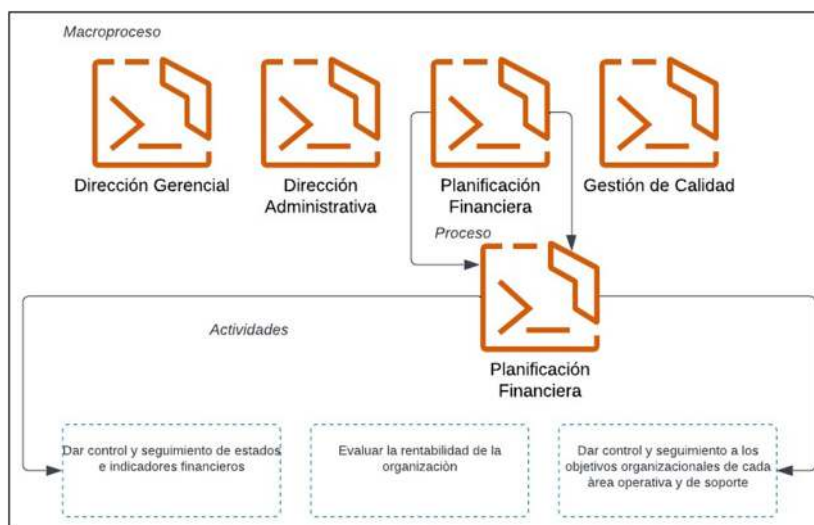 Macroproceso
Dirección Gerencial
Dirección
Administrativa
Planificación
Financiera
Gestión de Calidad
Proceso
Actividades
Planificación
Financiera
Dar control y seguimiento de estados
e indicadores financieros
Evaluar la rentabilidad de la
organización
Dar control y seguimiento a los
objetivos organizacionales de cada
àrea operativa y de soporte